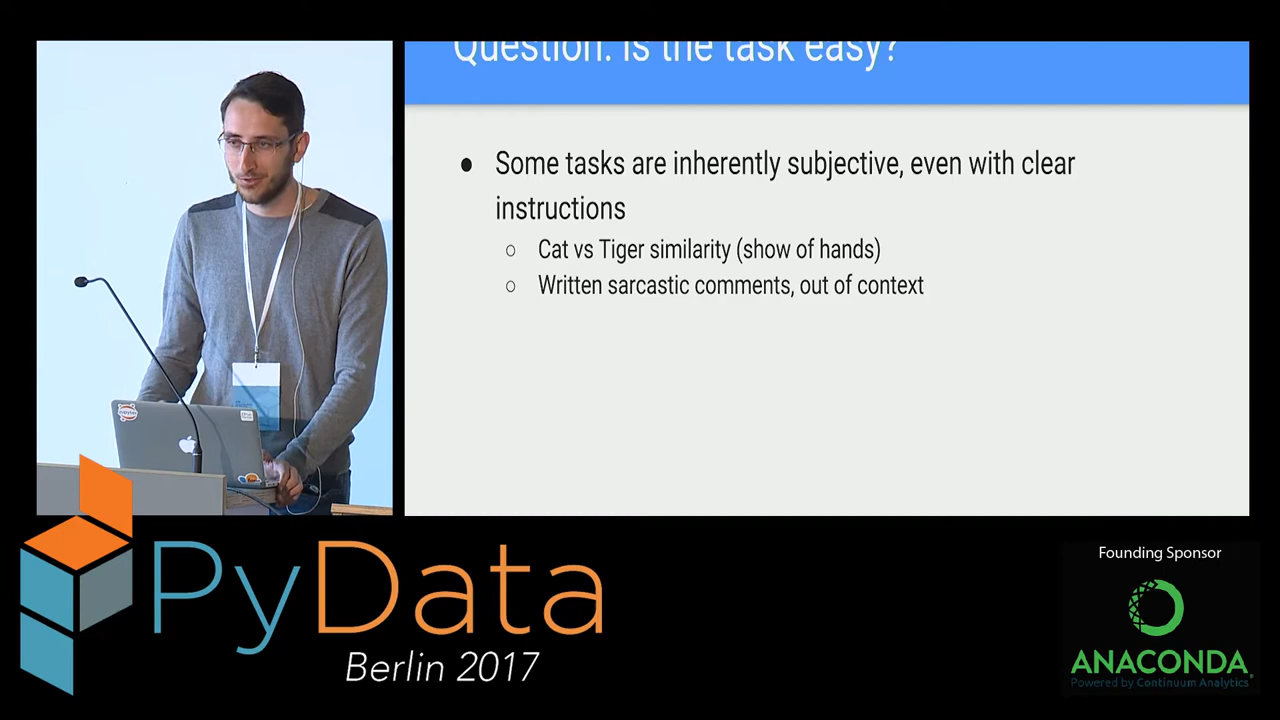 Question: Is the task easy?
● Some tasks are inherently subjective, even with clear
instructions
○ Cat vs Tiger similarity (show of hands)
○ Written sarcastic comments, out of context
PyData
Berlin 2017
Founding Sponsor
ANACONDA
Powered by Continuum Analytics